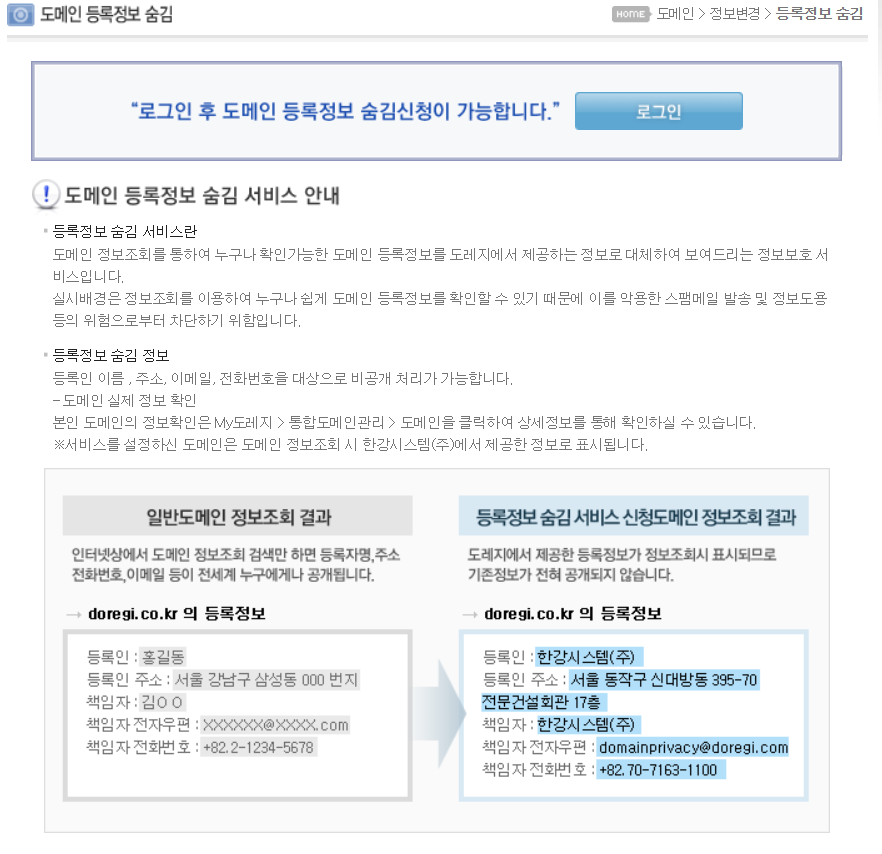 도메인 등록정보 숨김
HOME 도메인 > 정보변경 > 등록정보 숨김
“로그인 후 도메인 등록정보 숨김신청이 가능합니다.”
로그인
! 도메인 등록정보 숨김 서비스 안내
등록정보 숨김 서비스란
도메인 정보조회를 통하여 누구나 확인가능한 도메인 등록정보를 도레지에서 제공하는 정보로 대체하여 보여드리는 정보보호 서
비스입니다.
실시배경은 정보조회를 이용하여 누구나 쉽게 도메인 등록정보를 확인할 수 있기 때문에 이를 악용한 스팸메일 발송 및 정보도용
등의 위험으로부터 차단하기 위함입니다.
등록정보 숨김 정보
등록인 이름 , 주소, 이메일, 전화번호을 대상으로 비공개 처리가 가능합니다.
- 도메인 실제 정보 확인
본인 도메인의 정보확인은 My도레지 > 통합도메인관리 > 도메인을 클릭하여 상세정보를 통해 확인하실 수 있습니다.
※서비스를 설정하신 도메인은 도메인 정보조회 시 한강시스템(주)에서 제공한 정보로 표시됩니다.
일반도메인 정보조회 결과
인터넷상에서 도메인 정보조회 검색만 하면 등록자명,주소
전화번호,이메일 등이 전세계 누구에게나 공개됩니다.
→ doregi.co.kr 의 등록정보
등록인 : 홍길동
등록인 주소 : 서울 강남구 삼성동 000 번지
책임자 : 김ㅇㅇ
책임자 전자우편 : XXXXXX@XXXX.com
책임자 전화번호 : +82.2-1234-5678
등록정보 숨김 서비스 신청도메인 정보조회 결과
도레지에서 제공한 등록정보가 정보조회시 표시되므로
기존정보가 전혀 공개되지 않습니다.
→ doregi.co.kr 의 등록정보
등록인 : 한강시스템(주)
등록인 주소 : 서울 동작구 신대방동 395-70
전문건설회관 17층
책임자 : 한강시스템(주)
책임자 전자우편 : domainprivacy@doregi.com
책임자 전화번호 : +82.70-7163-1100